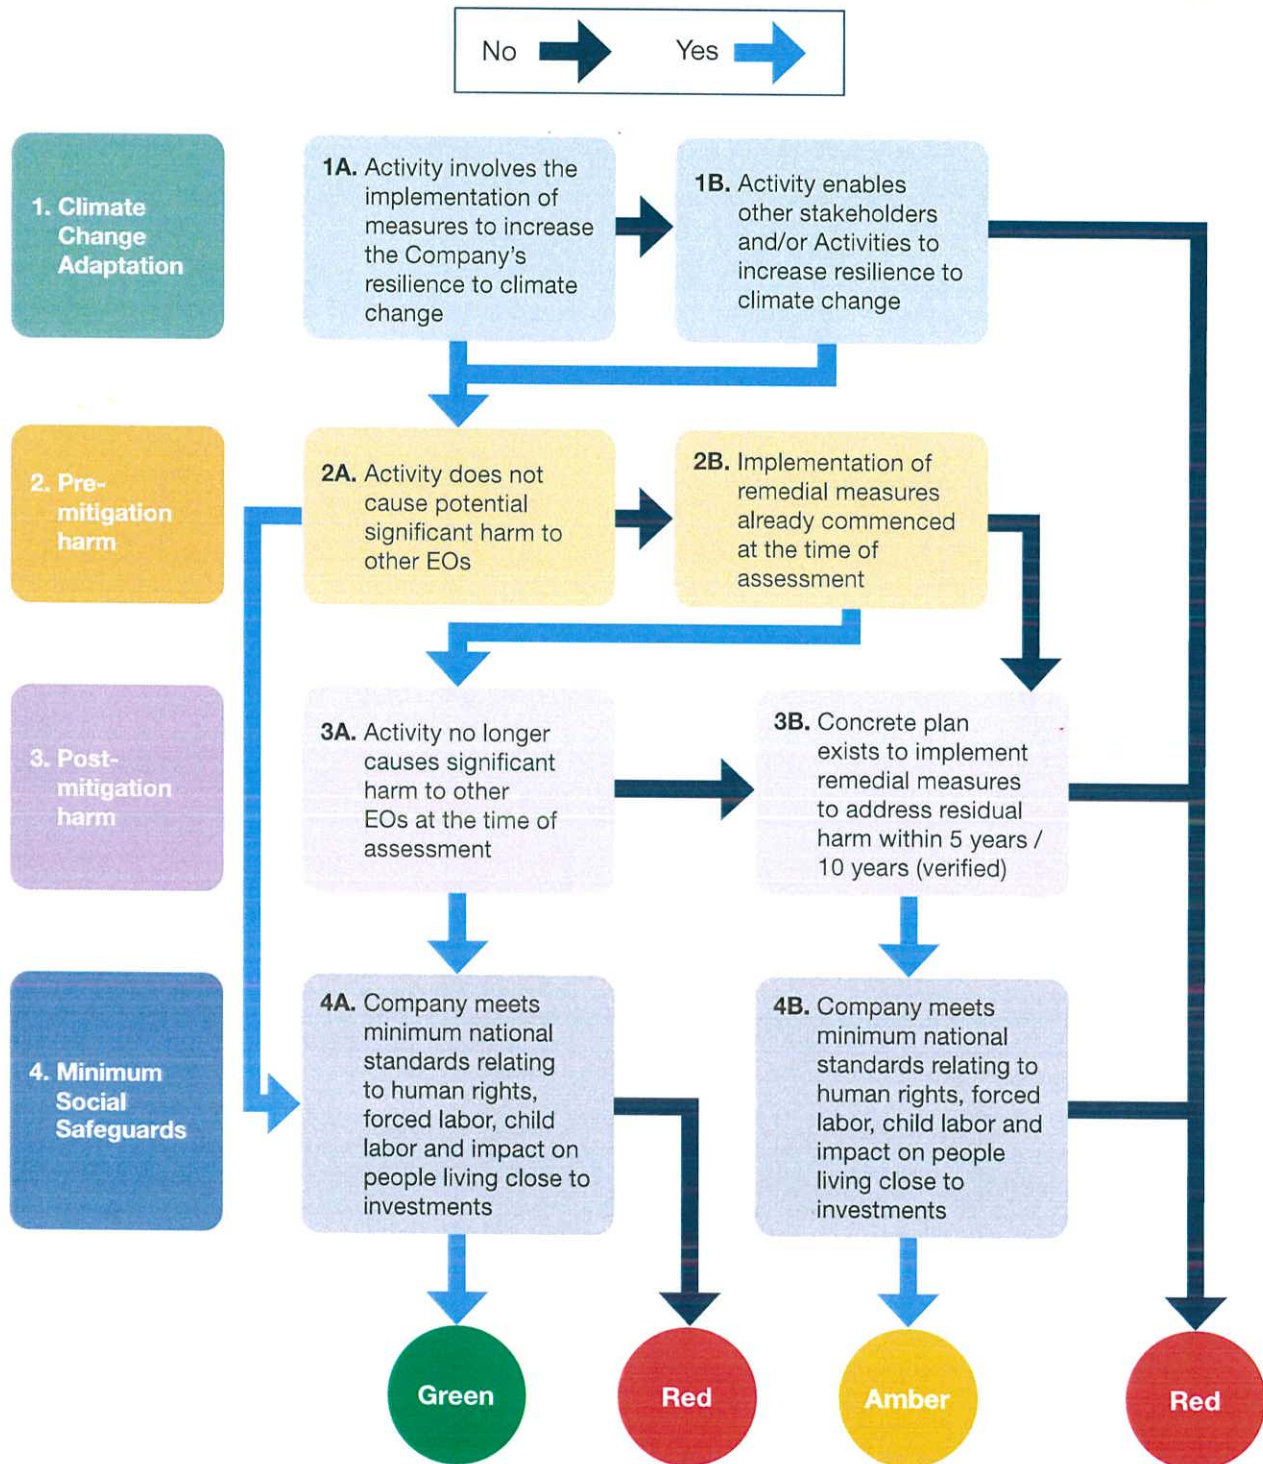 No
Yes
1. Climate
Change
Adaptation
1A. Activity involves the
implementation of
measures to increase
the Company's
resilience to climate
change
1B. Activity enables
other stakeholders
and/or Activities to
increase resilience to
climate change
2. Pre-
mitigation
harm
2A. Activity does not
cause potential
significant harm to
other EOs
2B. Implementation of
remedial measures
already commenced
at the time of
assessment
3. Post-
mitigation
harm
3A. Activity no longer
causes significant
harm to other
EOs at the time of
assessment
3B. Concrete plan
exists to implement
remedial measures
to address residual
harm within 5 years /
10 years (verified)
4. Minimum
Social
Safeguards
4A. Company meets
minimum national
standards relating
to human rights,
forced labor, child
labor and impact on
people living close to
investments
4B. Company meets
minimum national
standards relating to
human rights, forced
labor, child labor and
impact on people
living close to
investments
Green
Red
Amber
Red